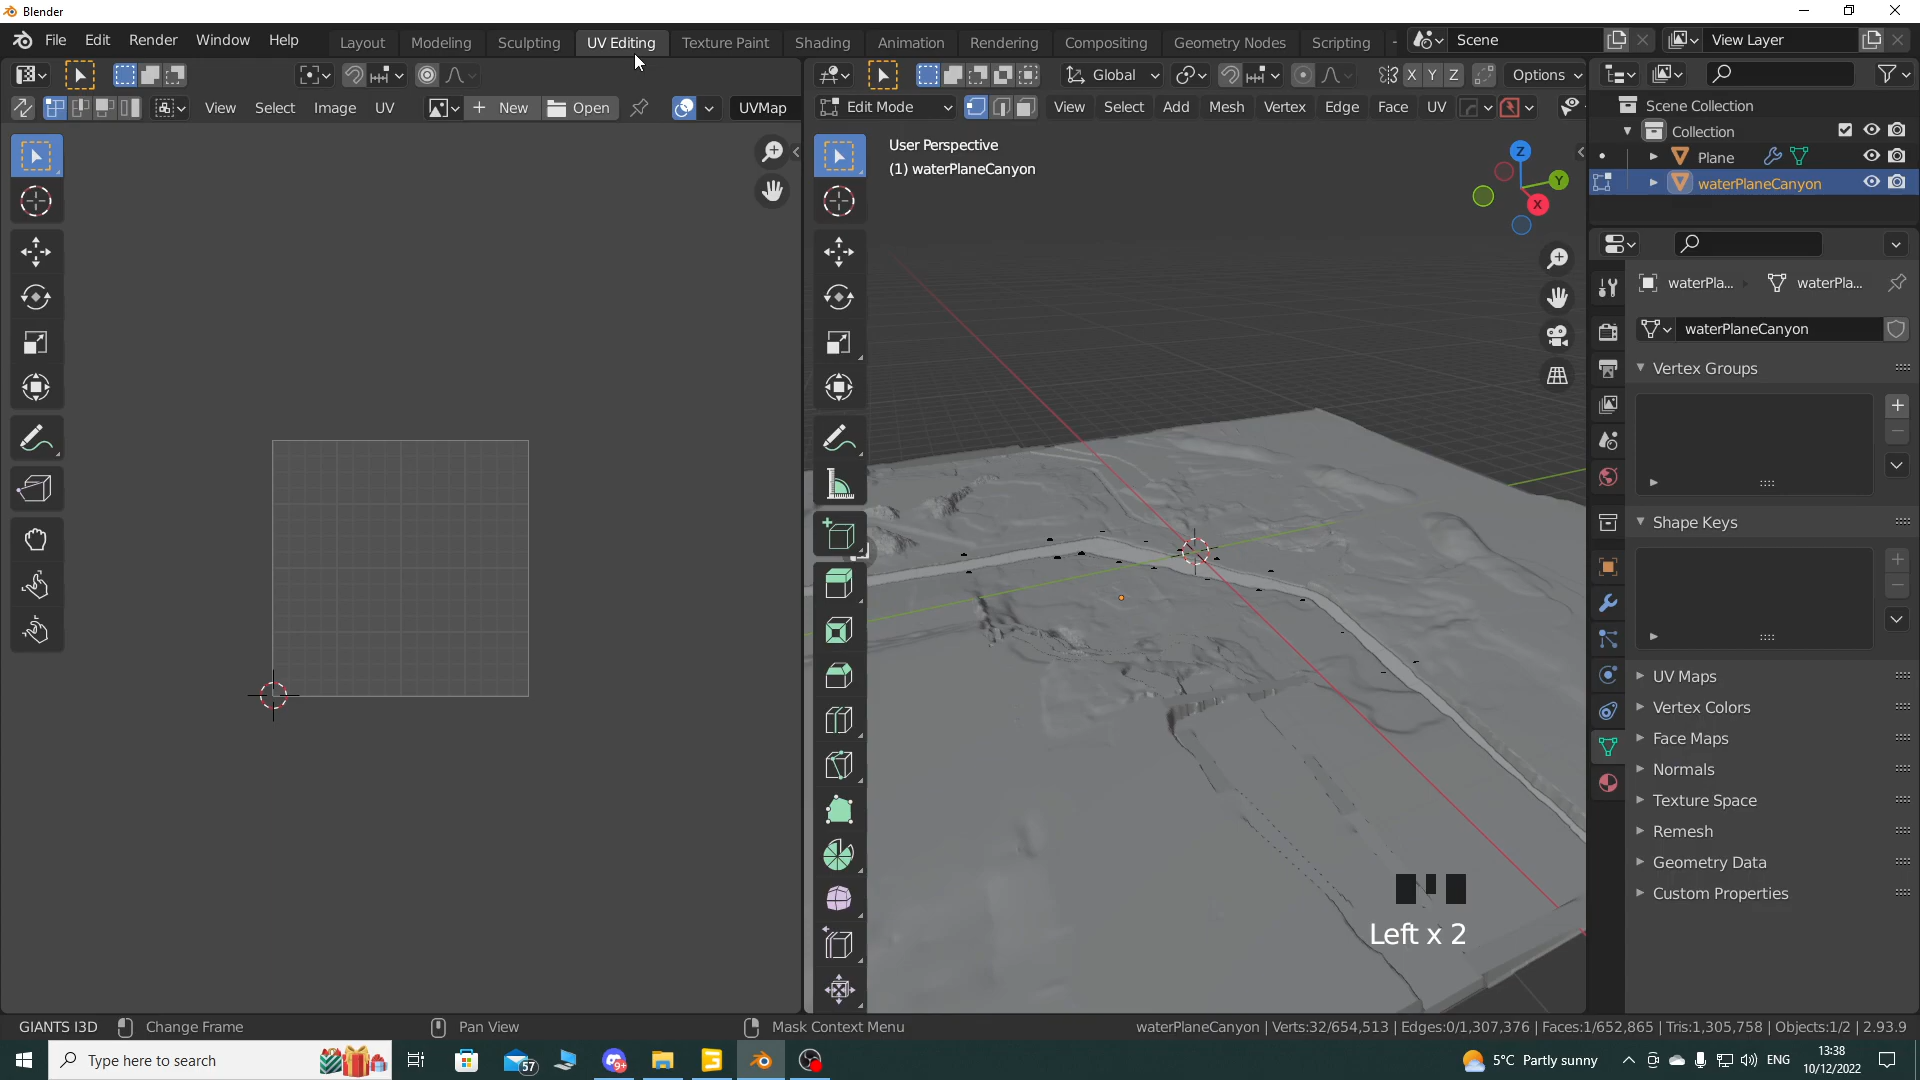 Blender
File Edit Render Window Help Layout Modeling Sculpting UV Editing Texture Paint Shading Animation Rendering Compositing Geometry Nodes Scripting Scene View Layer
Global X Y Z Options
View Select Image UV New Open UVMap Edit Mode View Select Add Mesh Vertex Edge Face UV
Scene Collection
Collection
Plane
waterPlaneCanyon
User Perspective
(1) waterPlaneCanyon
Z
Y
X
waterPla... waterPla...
waterPlaneCanyon
Vertex Groups
Shape Keys
UV Maps
Vertex Colors
Face Maps
Normals
Texture Space
Remesh
Geometry Data
Custom Properties
Left x 2
GIANTS I3D Change Frame Pan View Mask Context Menu waterPlaneCanyon | Verts:32/654,513 | Edges:0/1,307,376 | Faces:1/652,865 | Tris:1,305,758 | Objects:1/2 | 2.93.9
Type here to search 57 9+ 5°C Partly sunny ENG 13:38
10/12/2022